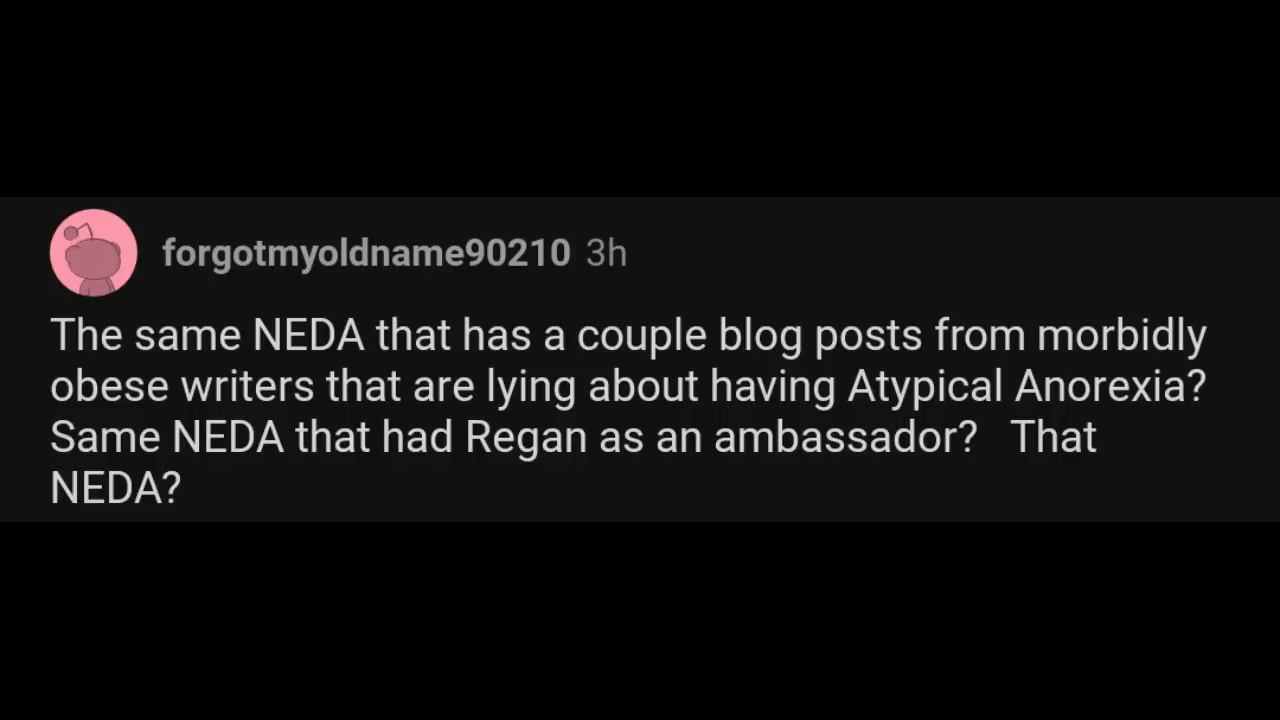 forgotmyoldname90210 3h
The same NEDA that has a couple blog posts from morbidly
obese writers that are lying about having Atypical Anorexia?
Same NEDA that had Regan as an ambassador?   That
NEDA?